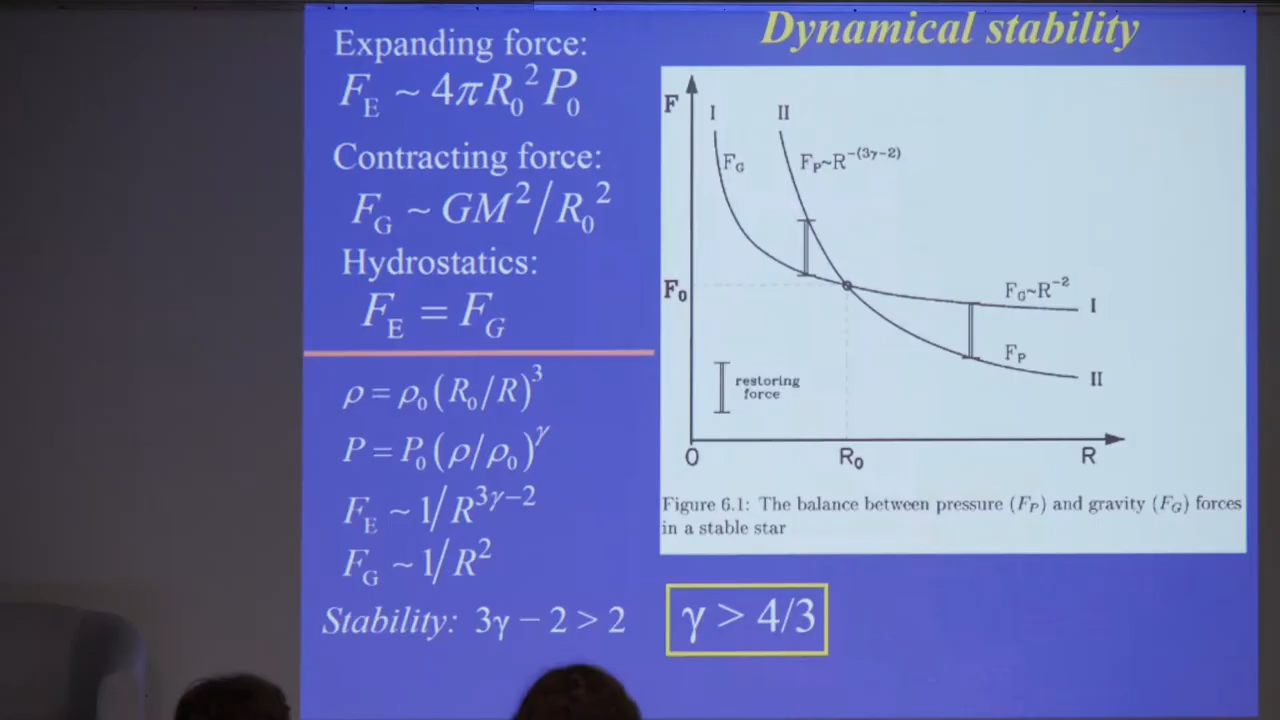 Dynamical stability
Expanding force:
F_E ~ 4πR₀²P₀
Contracting force:
F_G ~ GM²/R₀²
Hydrostatics:
F_E = F_G
ρ = ρ₀(R₀/R)³
P = P₀(ρ/ρ₀)^γ
F_E ~ 1/R^{3γ−2}
F_G ~ 1/R²
Stability: 3γ − 2 > 2
γ > 4/3
F
I
II
F_G
F_P~R^{−(3γ−2)}
F₀
F_G~R^{−2}
I
F_P
II
restoring
force
0
R₀
R
Figure 6.1: The balance between pressure (F_P) and gravity (F_G) forces
in a stable star